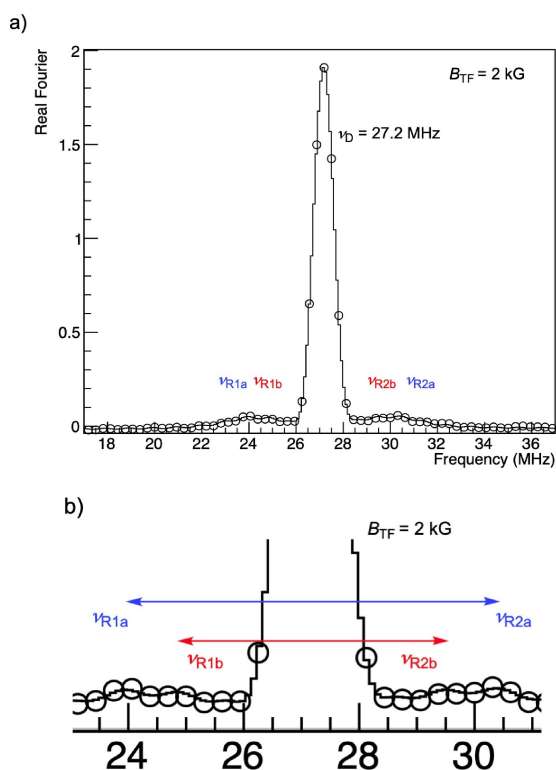 a)
Real Fourier
2
1.5
1
0.5
0
B_TF = 2 kG
ν_D = 27.2 MHz
ν_R1a ν_R1b ν_R2b ν_R2a
18 20 22 24 26 28 30 32 34 36
Frequency (MHz)
b)
B_TF = 2 kG
ν_R1a ν_R2a
ν_R1b ν_R2b
24 26 28 30